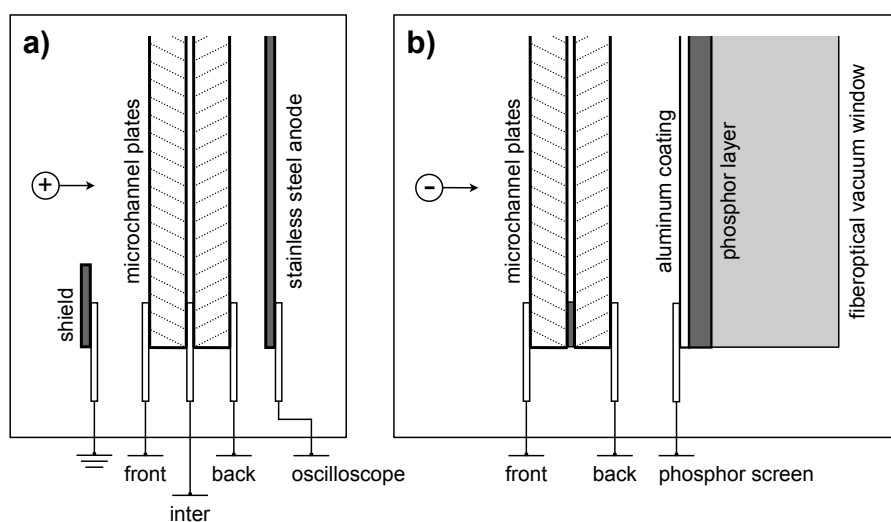 a)
+
shield
microchannel plates
stainless steel anode
front
inter
back
oscilloscope
b)
-
microchannel plates
aluminum coating
phosphor layer
fiberoptical vacuum window
front
back
phosphor screen